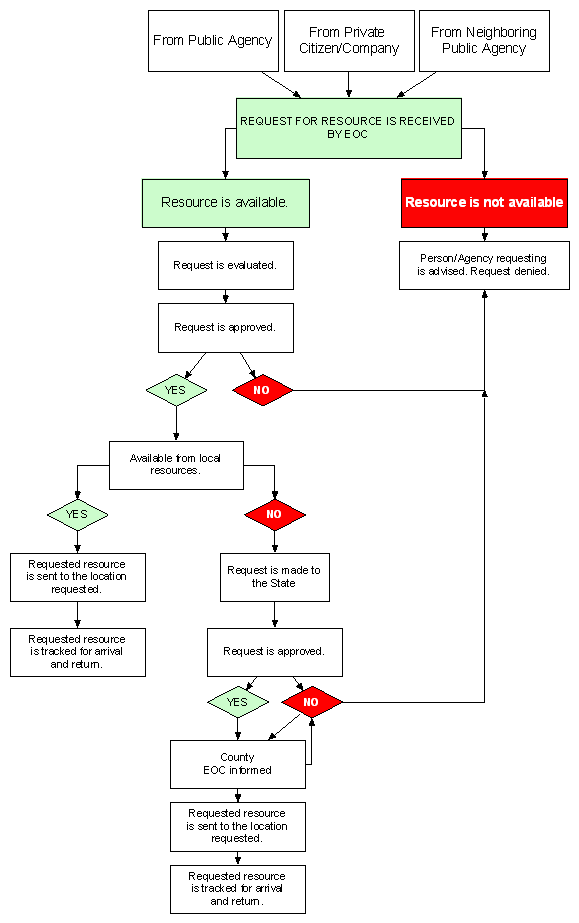 From Public Agency
From Private
Citizen/Company
From Neighboring
Public Agency
REQUEST FOR RESOURCE IS RECEIVED
BY EOC
Resource is available.
Resource is not available
Request is evaluated.
Person/Agency requesting
is advised. Request denied.
Request is approved.
YES
NO
Available from local
resources.
YES
NO
Requested resource
is sent to the location
requested.
Request is made to
the State
Requested resource
is tracked for arrival
and return.
Request is approved.
YES
NO
County
EOC informed
Requested resource
is sent to the location
requested.
Requested resource
is tracked for arrival
and return.